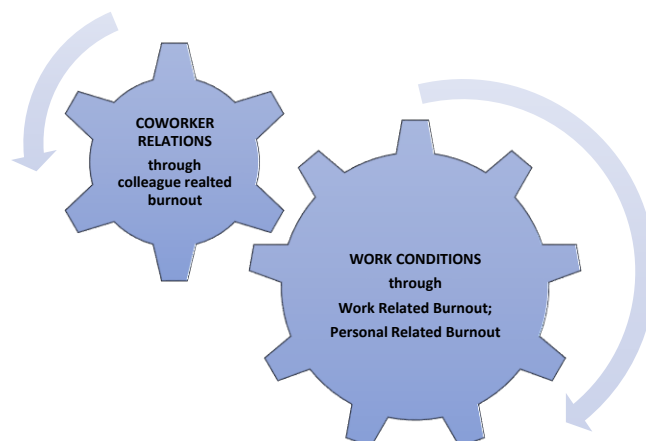 COWORKER
RELATIONS
through
colleague realted
burnout
WORK CONDITIONS
through
Work Related Burnout;
Personal Related Burnout